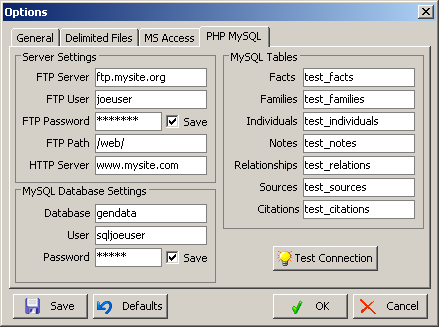 Options
General Delimited Files MS Access PHP MySQL
Server Settings
FTP Server ftp.mysite.org
FTP User joeuser
FTP Password ******* Save
FTP Path /web/
HTTP Server www.mysite.com
MySQL Database Settings
Database gendata
User sqljoeuser
Password ***** Save
MySQL Tables
Facts test_facts
Families test_families
Individuals test_individuals
Notes test_notes
Relationships test_relations
Sources test_sources
Citations test_citations
Test Connection
Save Defaults OK Cancel